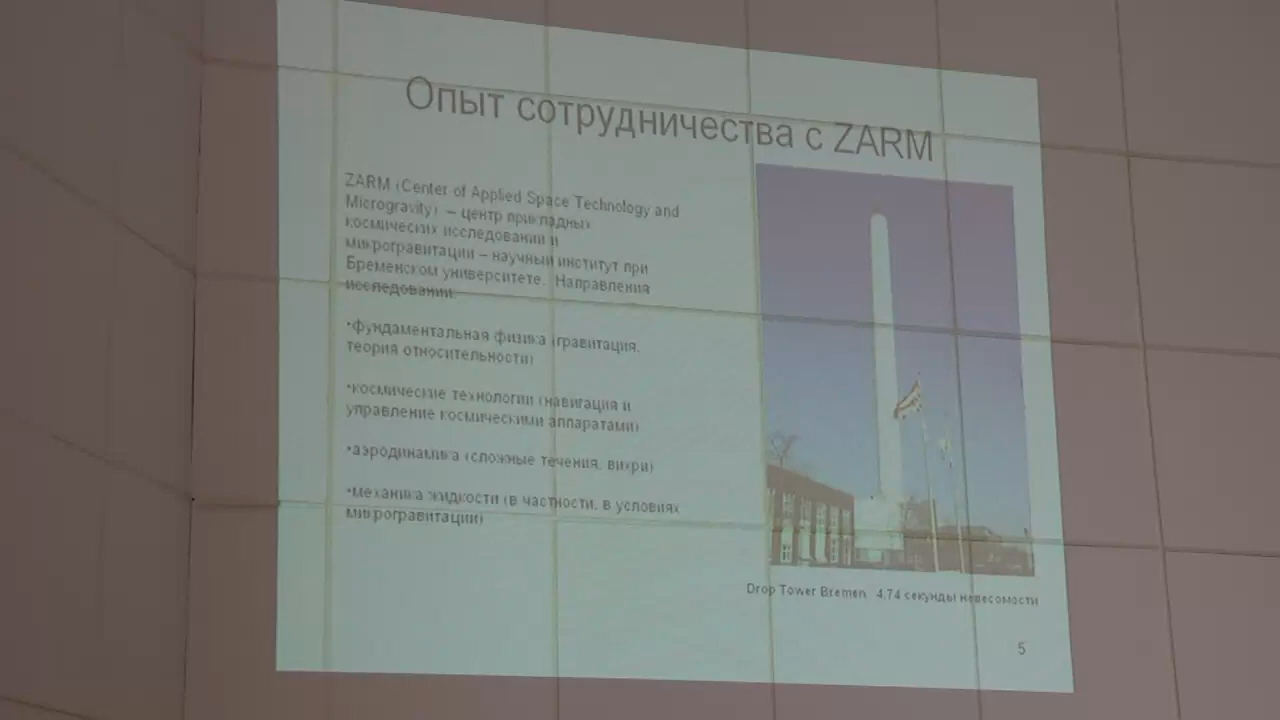 Опыт сотрудничества с ZARM
ZARM (Center of Applied Space Technology and
Microgravity) – центр прикладных
космических исследований и
микрогравитации – научный институт при
Бременском университете. Направления
исследований:
•фундаментальная физика (гравитация,
теория относительности)
•космические технологии (навигация и
управление космическими аппаратами)
•аэродинамика (сложные течения, вихри)
•механика жидкости (в частности, в условиях
микрогравитации)
Drop Tower Bremen 4,74 секунды невесомости
5